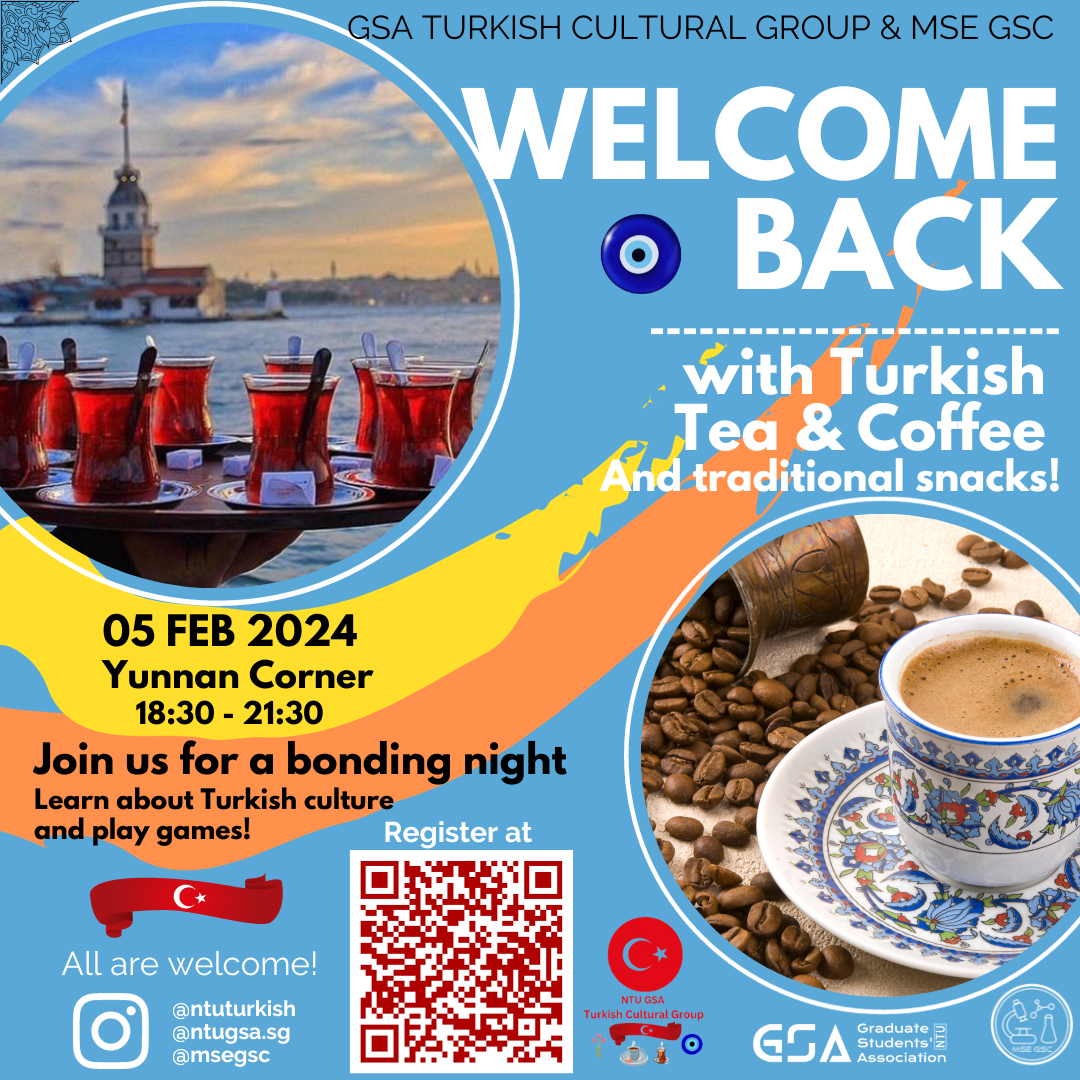 GSA TURKISH CULTURAL GROUP & MSE GSC
WELCOME
BACK
--------------------------
with Turkish
Tea & Coffee
And traditional snacks!
05 FEB 2024
Yunnan Corner
18:30 - 21:30
Join us for a bonding night
Learn about Turkish culture
and play games!
Register at
All are welcome!
@ntuturkish
@ntugsa.sg
@msegsc
NTU GSA
Turkish Cultural Group
GSA
Graduate
Students'
Association
NTU
MSE GSC